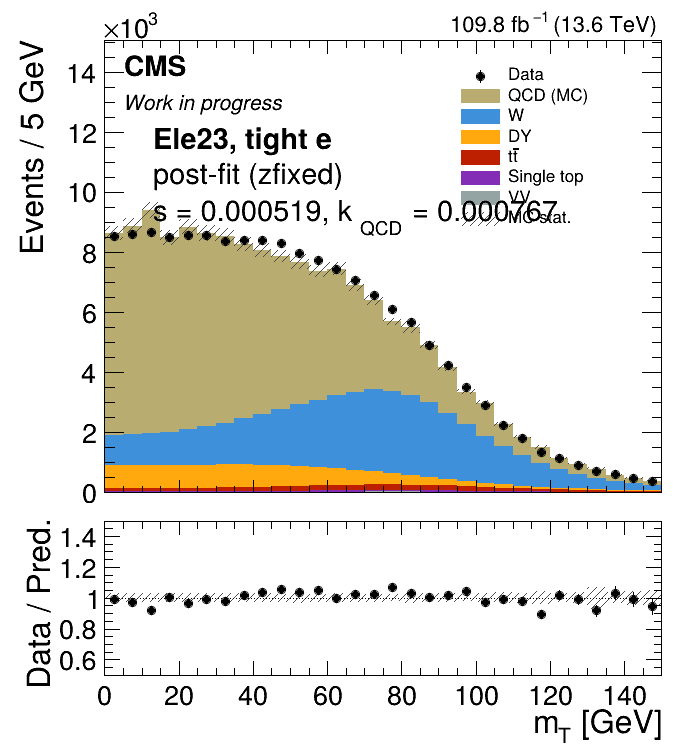 ×10³
109.8 fb⁻¹ (13.6 TeV)
Events / 5 GeV
CMS
Work in progress
Ele23, tight e
post-fit (zfixed)
s = 0.000519, k QCD = 0.000767
Data
QCD (MC)
W
DY
tt̄
Single top
VV
MC stat.
14
12
10
8
6
4
2
0
Data / Pred.
1.4
1.2
1
0.8
0.6
0 20 40 60 80 100 120 140
m_T [GeV]